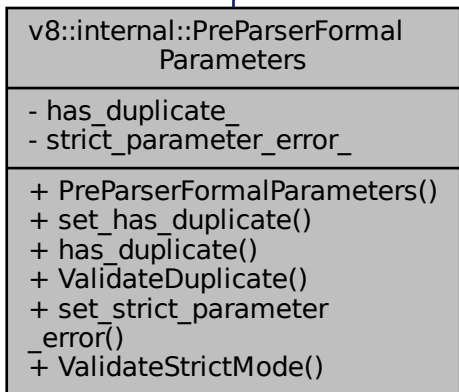 v8::internal::PreParserFormal
Parameters
- has_duplicate_
- strict_parameter_error_
+ PreParserFormalParameters()
+ set_has_duplicate()
+ has_duplicate()
+ ValidateDuplicate()
+ set_strict_parameter
_error()
+ ValidateStrictMode()